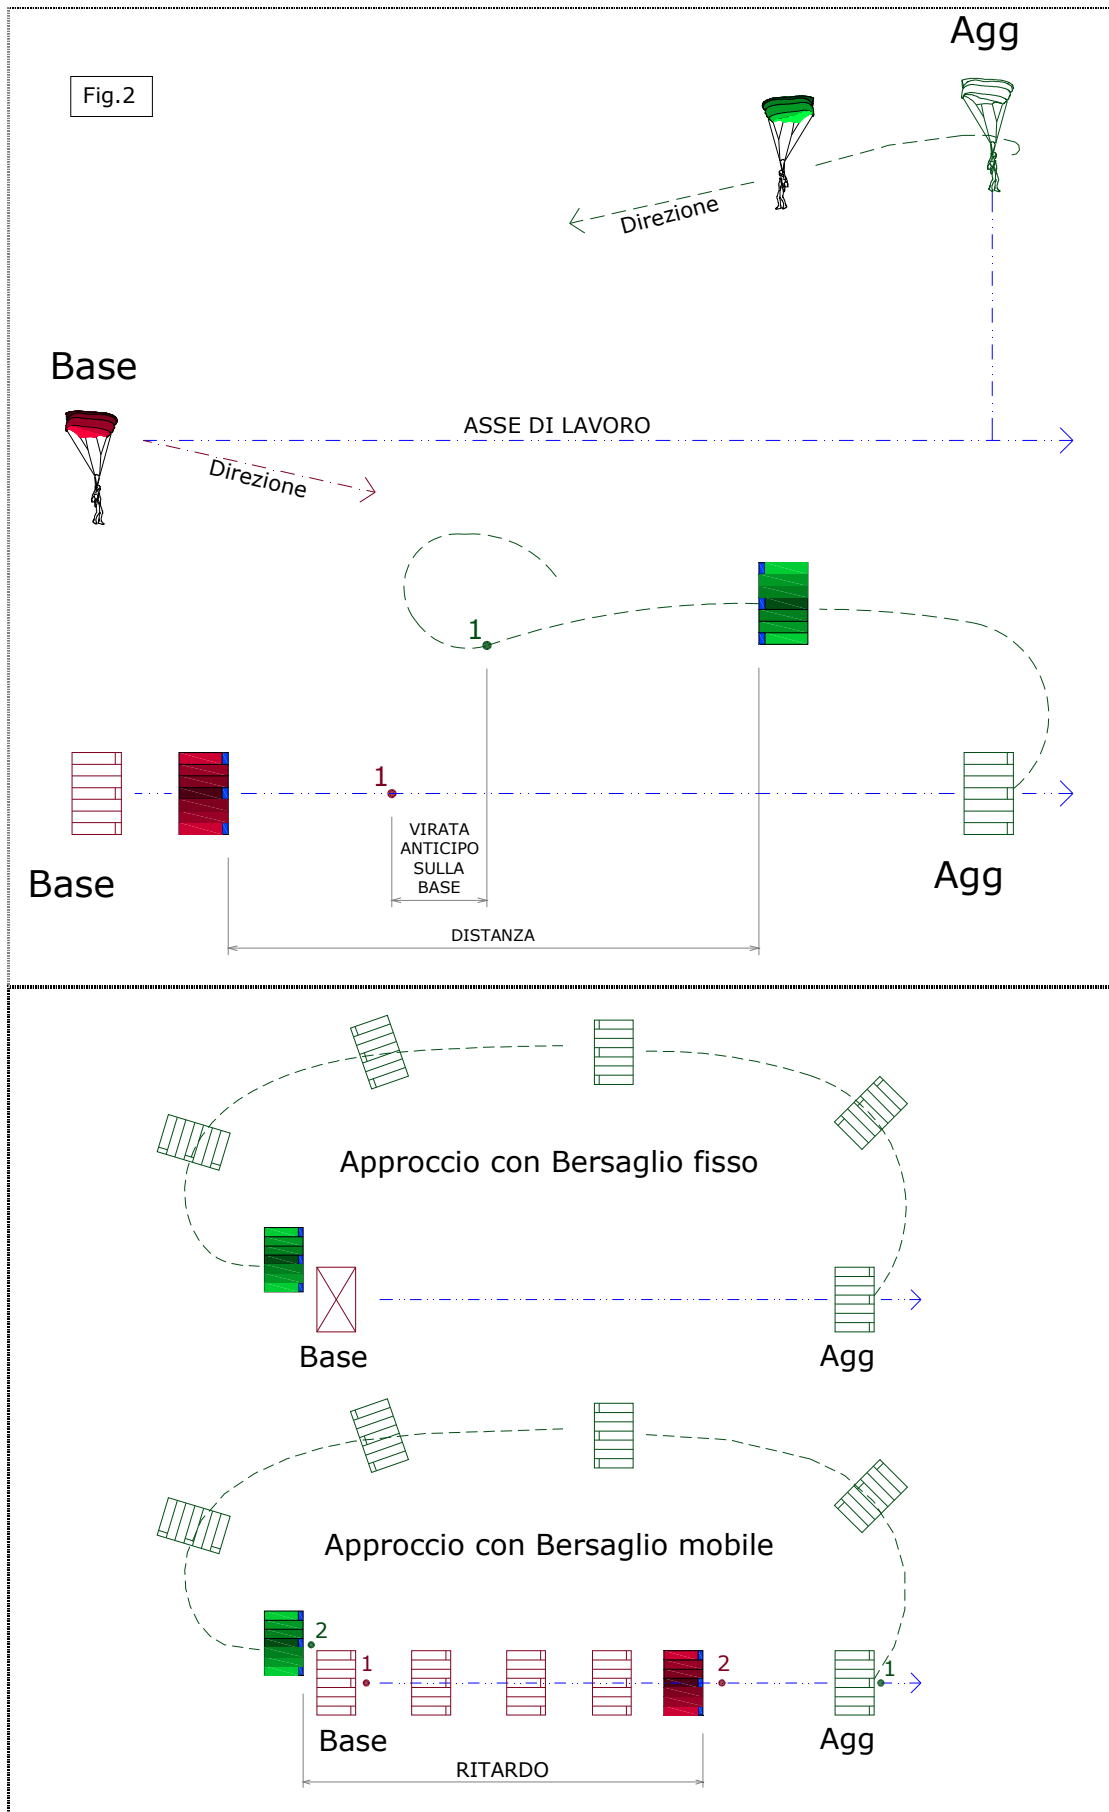 Agg
Fig.2
Direzione
Base
ASSE DI LAVORO
Direzione
1
1
VIRATA
ANTICIPO
SULLA
BASE
Base
Agg
DISTANZA
Approccio con Bersaglio fisso
Base
Agg
Approccio con Bersaglio mobile
2
1
2
1
Base
Agg
RITARDO